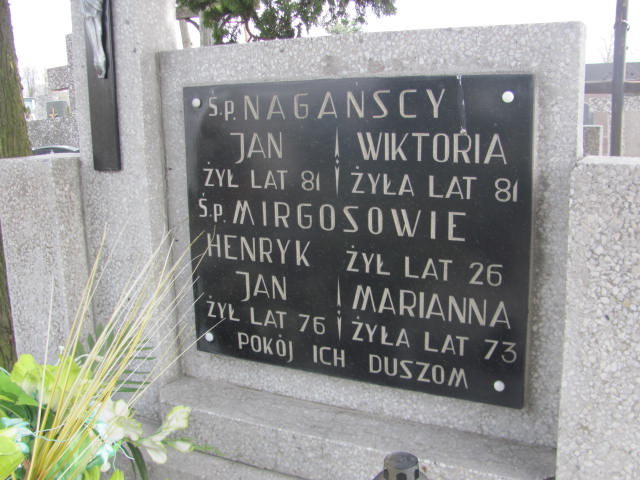 Ś.P. NAGAŃSCY
JAN WIKTORIA
ŻYŁ LAT 81 ŻYŁA LAT 81
Ś.P. MIRGOSOWIE
HENRYK ŻYŁ LAT 26
JAN MARIANNA
ŻYŁ LAT 76 ŻYŁA LAT 73
POKÓJ ICH DUSZOM